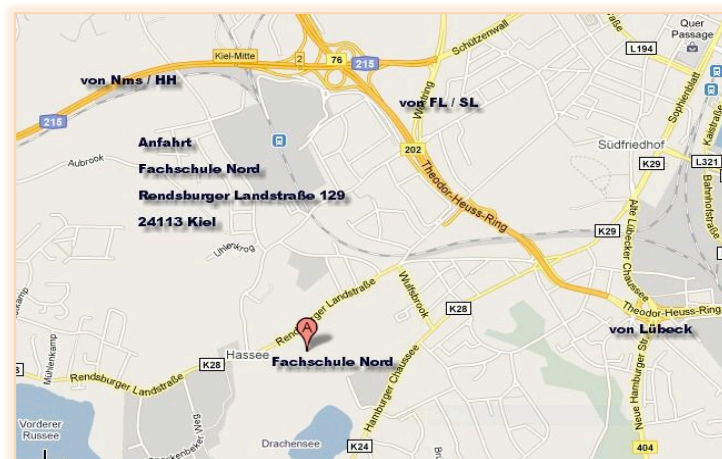 Kiel-Mitte
2
76
215
Schützenwall
L194
Quer
Passage
von Nms / HH
Westring
von FL / SL
Sophienblatt
Kaistraße
215
Anfahrt
202
Südfriedhof
Aubrook
Fachschule Nord
K29
L321
Rendsburger Landstraße 129
Theodor-Heuss-Ring
Bahnhofstraße
24113 Kiel
K29
Alte Lübecker Chaussee
Uhlenkrog
Wulfsbrook
Rendsburger Landstraße
K28
Theodor-Heuss-Ring
von Lübeck
A
Mühlenkamp
Hassee
Fachschule Nord
K28
Rendsburger Landstraße
Hamburger Chaussee
Neue Hamburger Str.
Vorderer
Russee
Drachensee
K24
404